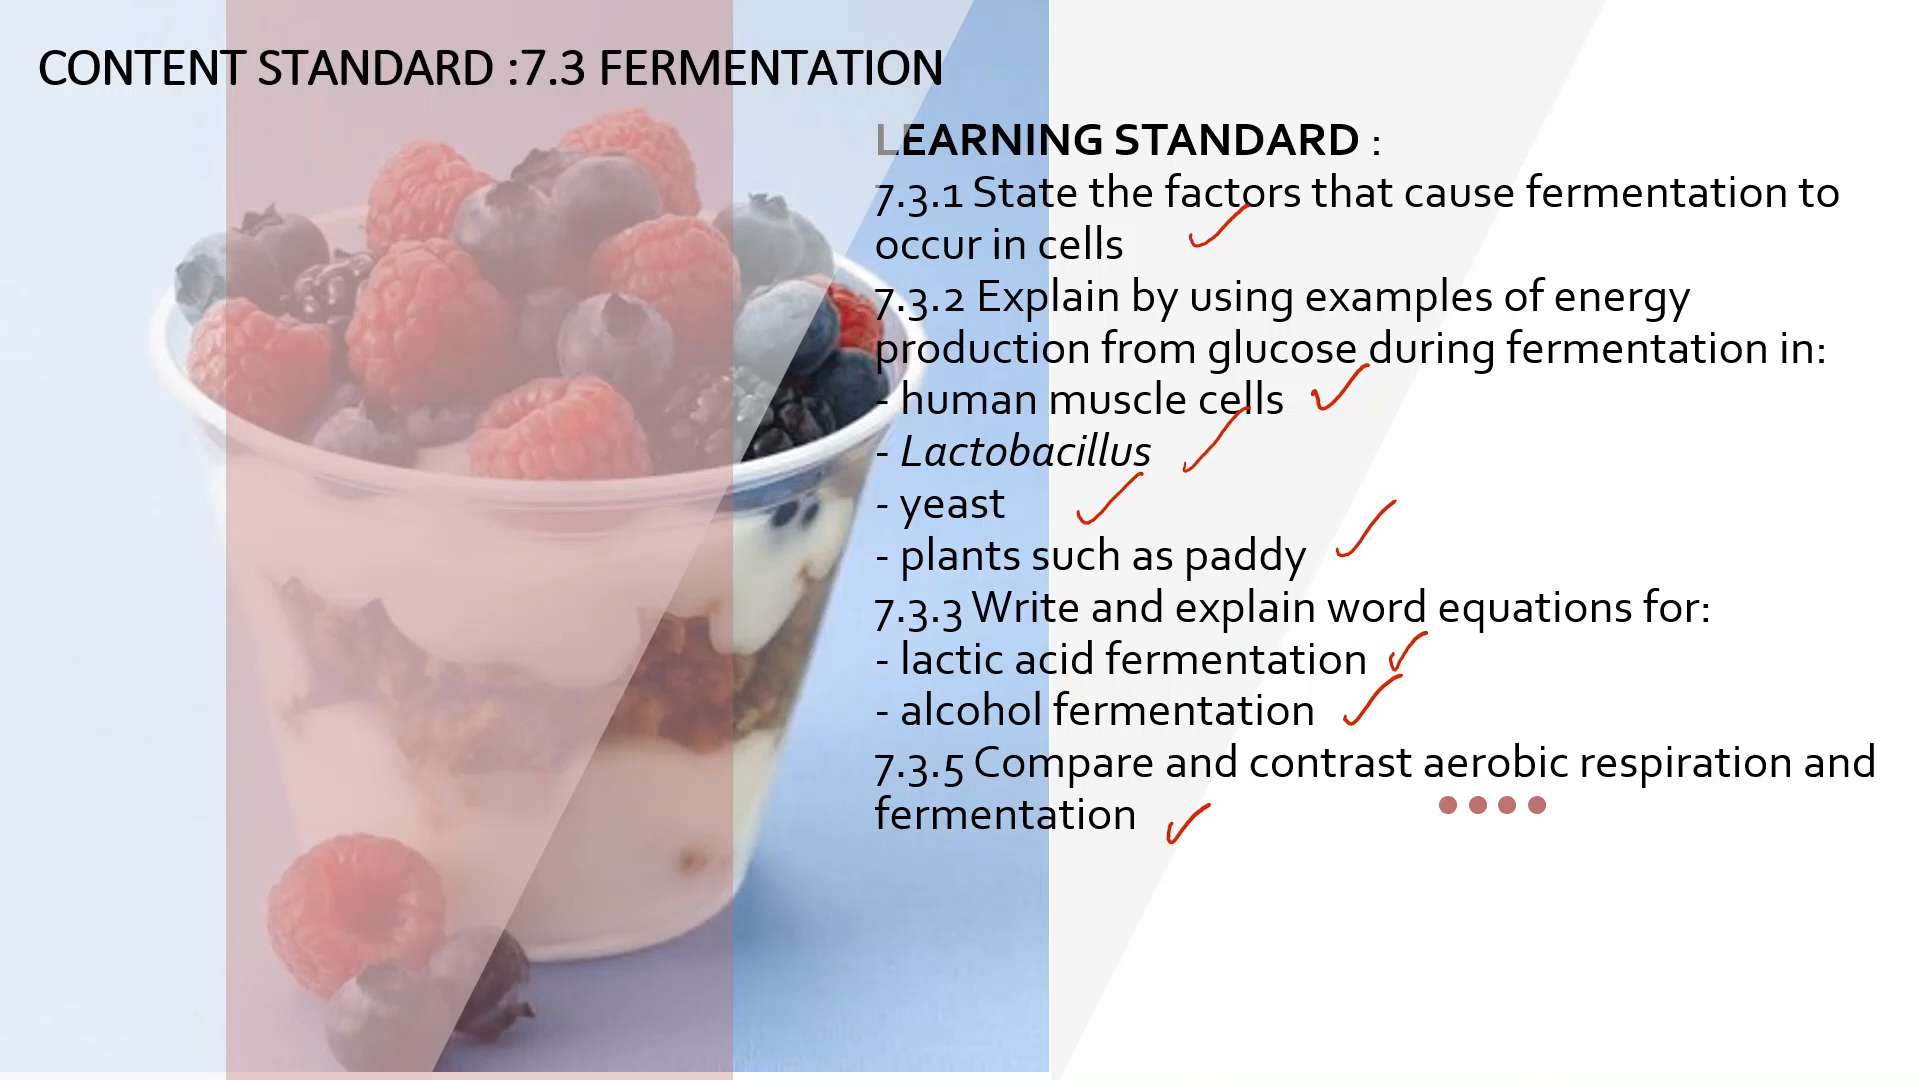 CONTENT STANDARD :7.3 FERMENTATION
LEARNING STANDARD :
7.3.1 State the factors that cause fermentation to
occur in cells
7.3.2 Explain by using examples of energy
production from glucose during fermentation in:
- human muscle cells
- Lactobacillus
- yeast
- plants such as paddy
7.3.3 Write and explain word equations for:
- lactic acid fermentation
- alcohol fermentation
7.3.5 Compare and contrast aerobic respiration and
fermentation